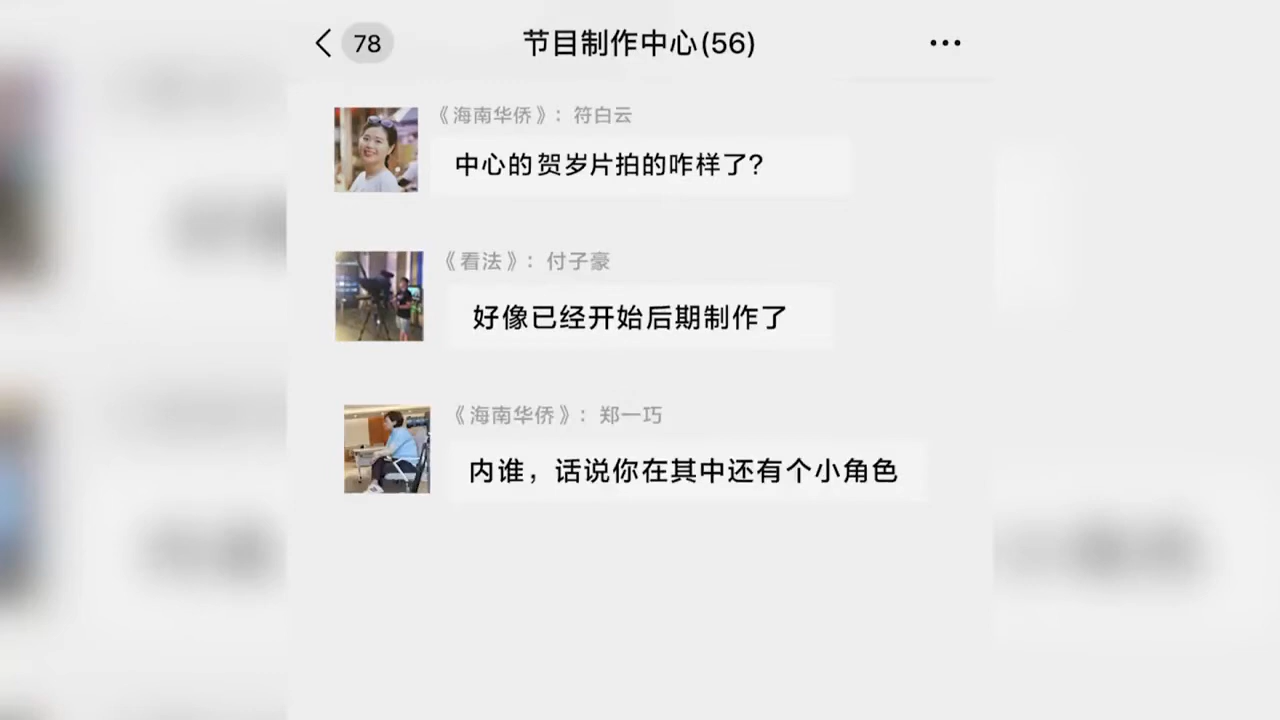 78
节目制作中心(56)
《海南华侨》：符白云
中心的贺岁片拍的咋样了？
《看法》：付子豪
好像已经开始后期制作了
《海南华侨》：郑一巧
内谁，话说你在其中还有个小角色